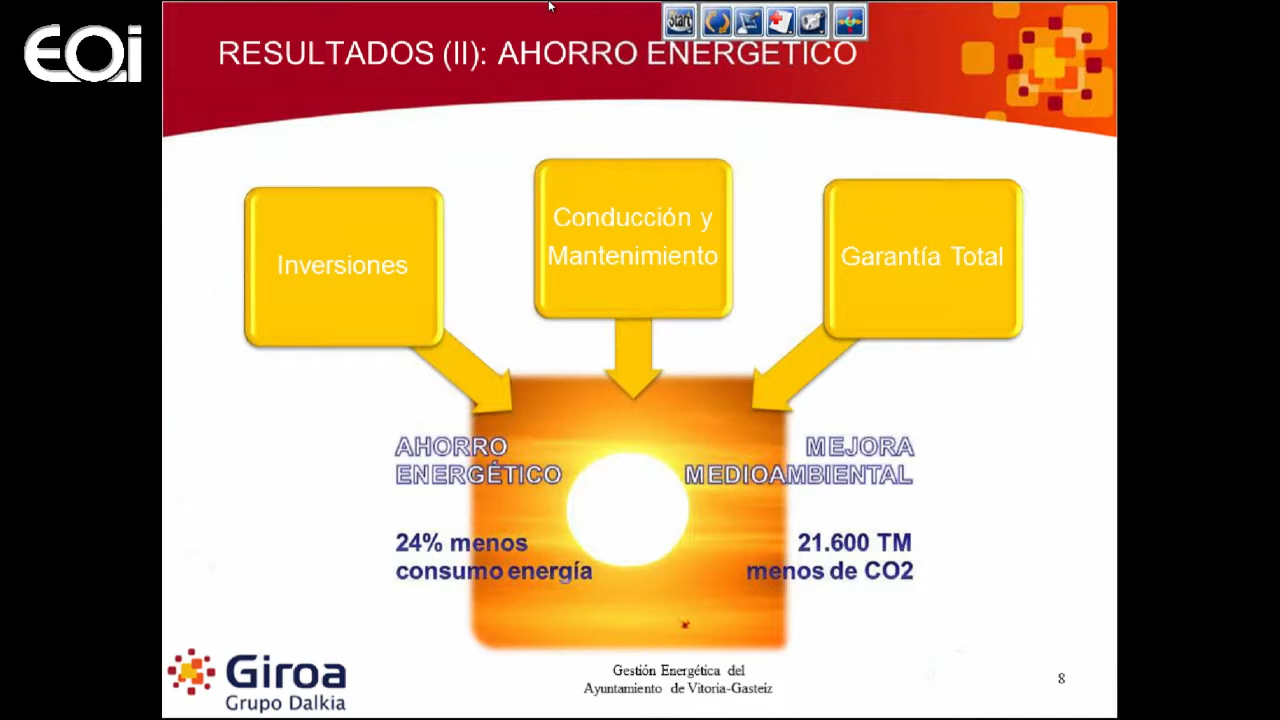 EOi
Start
RESULTADOS (II): AHORRO ENERGETICO
Inversiones
Conducción y
Mantenimiento
Garantía Total
AHORRO
ENERGÉTICO
MEJORA
MEDIOAMBIENTAL
24% menos
consumo energía
21.600 TM
menos de CO2
Giroa
Grupo Dalkia
Gestión Energética del
Ayuntamiento de Vitoria-Gasteiz
8